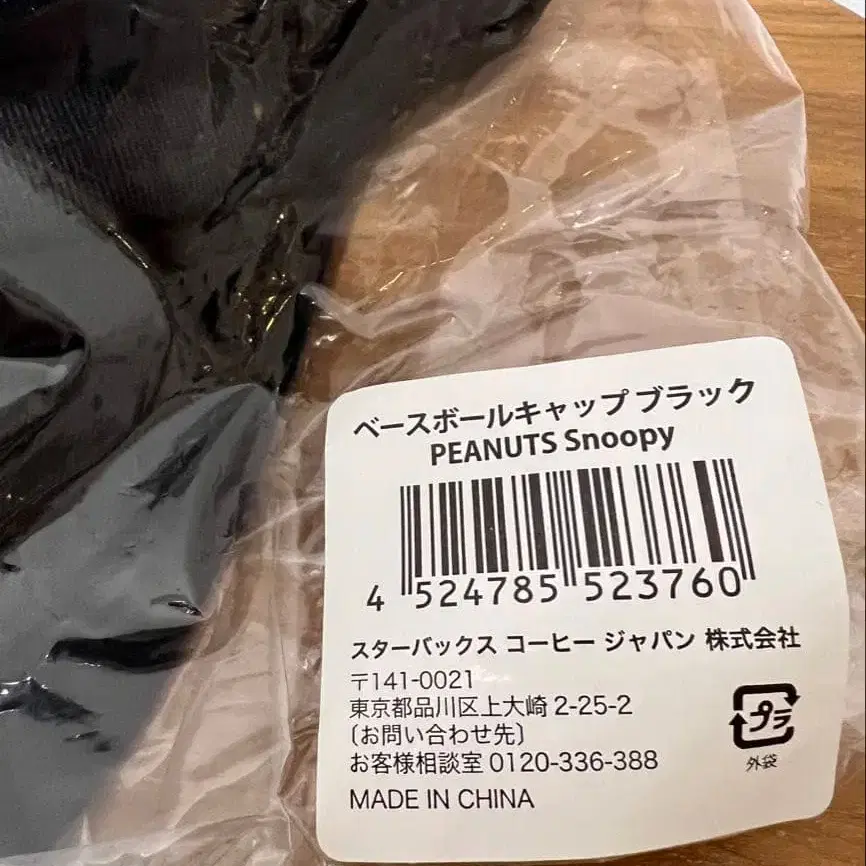 ベースボールキャップ ブラック
PEANUTS Snoopy
4 524785 523760
スターバックス コーヒー ジャパン 株式会社
〒141-0021
東京都品川区上大崎 2-25-2
〔お問い合わせ先〕
お客様相談室 0120-336-388
MADE IN CHINA
プラ
外袋